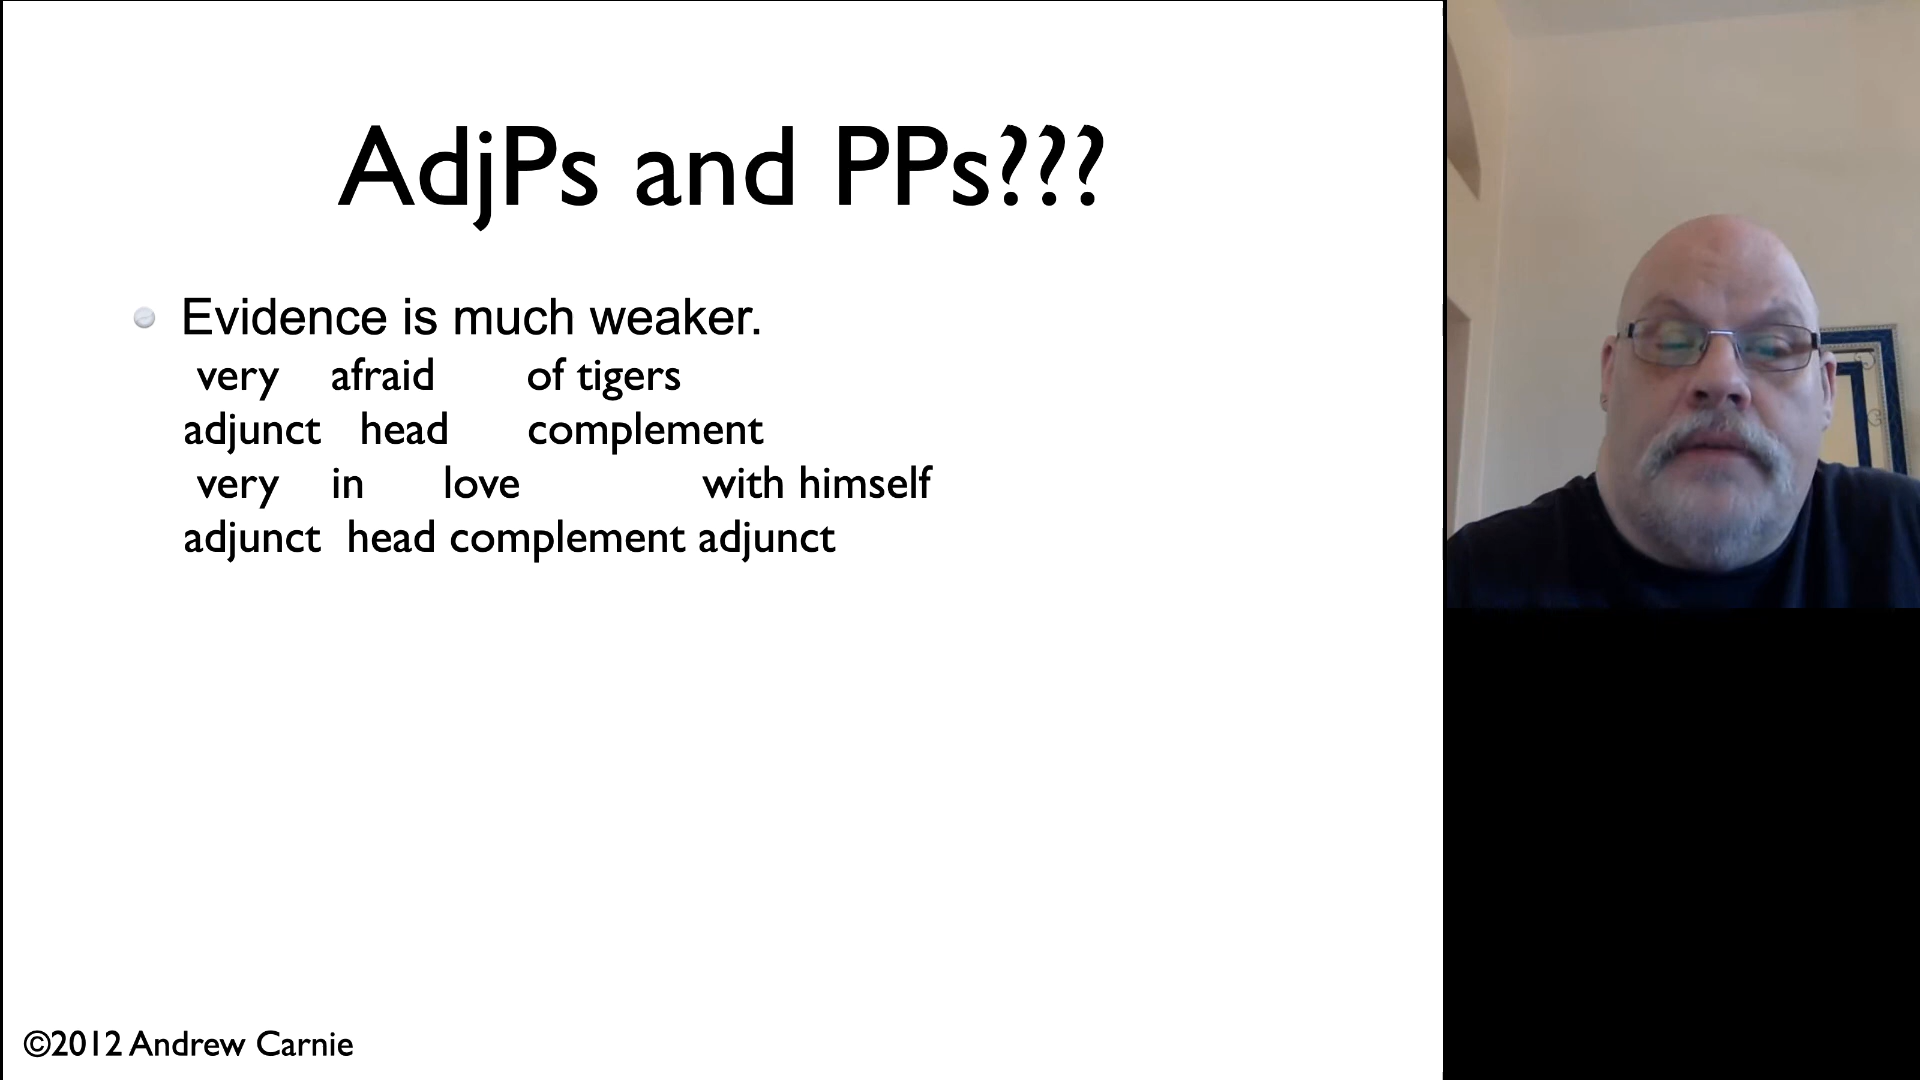 AdjPs and PPs???
Evidence is much weaker.
very afraid of tigers
adjunct head complement
very in love with himself
adjunct head complement adjunct
©2012 Andrew Carnie